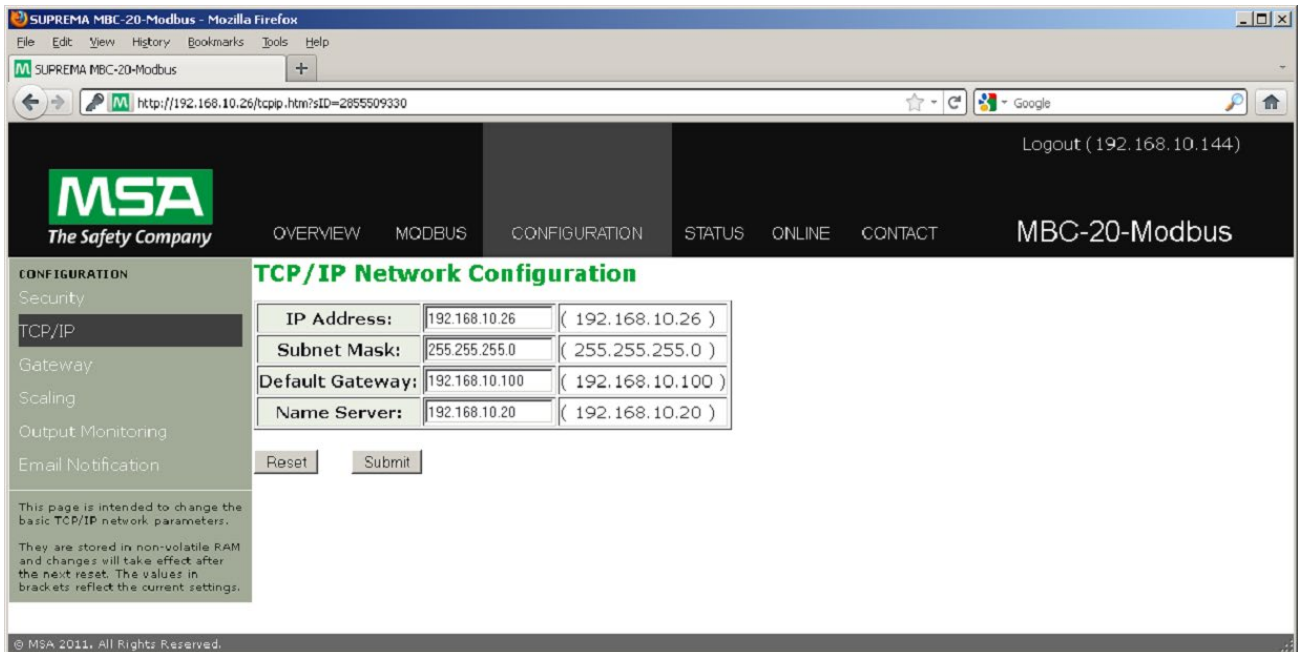 SUPREMA MBC-20-Modbus - Mozilla Firefox
File Edit View History Bookmarks Tools Help
M SUPREMA MBC-20-Modbus +
M http://192.168.10.26/tcpip.htm?sID=2855509330 Google
Logout ( 192.168.10.144)
MSA
The Safety Company
OVERVIEW MODBUS CONFIGURATION STATUS ONLINE CONTACT MBC-20-Modbus
CONFIGURATION
Security
TCP/IP
Gateway
Scaling
Output Monitoring
Email Notification
This page is intended to change the
basic TCP/IP network parameters.
They are stored in non-volatile RAM
and changes will take effect after
the next reset. The values in
brackets reflect the current settings.
TCP/IP Network Configuration
IP Address: 192.168.10.26 ( 192.168.10.26 )
Subnet Mask: 255.255.255.0 ( 255.255.255.0 )
Default Gateway: 192.168.10.100 ( 192.168.10.100 )
Name Server: 192.168.10.20 ( 192.168.10.20 )
Reset Submit
© MSA 2011. All Rights Reserved.